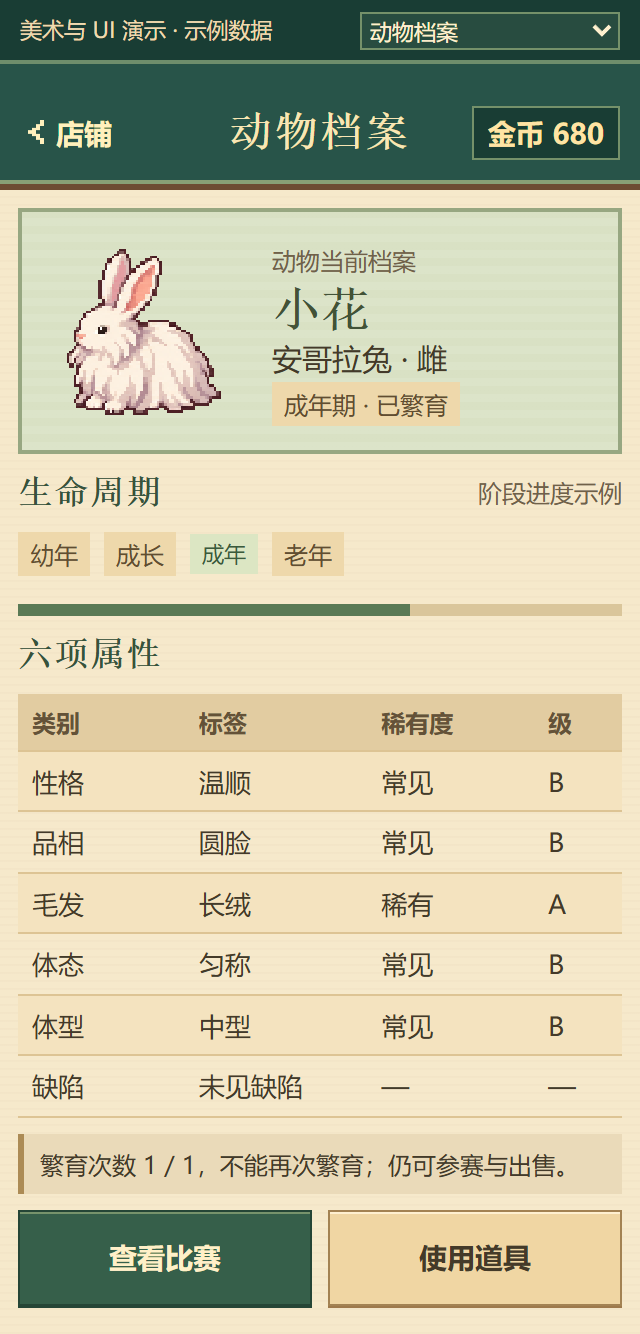 美术与 UI 演示 · 示例数据
动物档案
店铺
动物档案
金币 680
动物当前档案
小花
安哥拉兔 · 雌
成年期 · 已繁育
生命周期
阶段进度示例
幼年 成长 成年 老年
六项属性
类别 标签 稀有度 级
性格 温顺 常见 B
品相 圆脸 常见 B
毛发 长绒 稀有 A
体态 匀称 常见 B
体型 中型 常见 B
缺陷 未见缺陷 — —
繁育次数 1 / 1，不能再次繁育；仍可参赛与出售。
查看比赛
使用道具